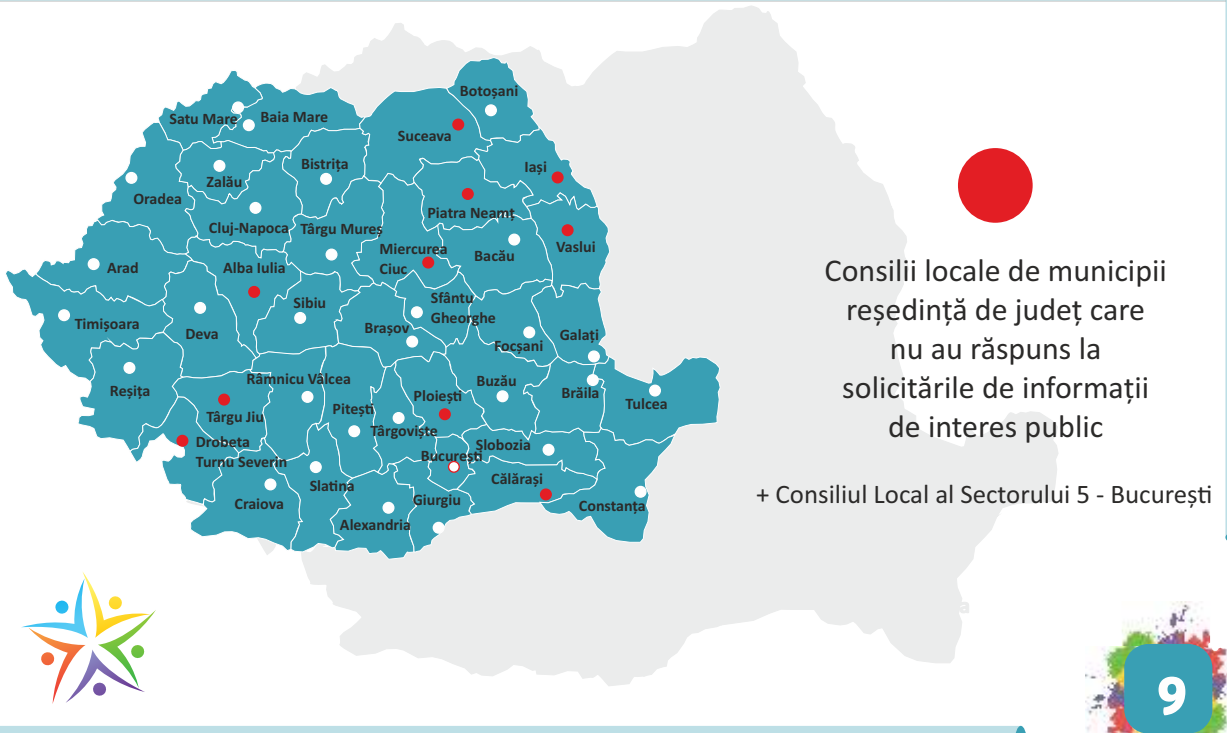 Botoșani
Satu Mare
Baia Mare
Suceava
Iași
Bistrița
Zalău
Oradea
Piatra Neamț
Cluj-Napoca
Târgu Mureș
Vaslui
Miercurea
Ciuc
Bacău
Arad
Alba Iulia
Sibiu
Sfântu
Gheorghe
Timișoara
Deva
Brașov
Focșani
Galați
Reșița
Râmnicu Vâlcea
Buzău
Ploiești
Brăila
Tulcea
Pitești
Târgu Jiu
Târgoviște
Drobeta
Turnu Severin
București
Slobozia
Călărași
Slatina
Craiova
Giurgiu
Constanța
Alexandria
Consilii locale de municipii
reședință de județ care
nu au răspuns la
solicitările de informații
de interes public
+ Consiliul Local al Sectorului 5 - București
9